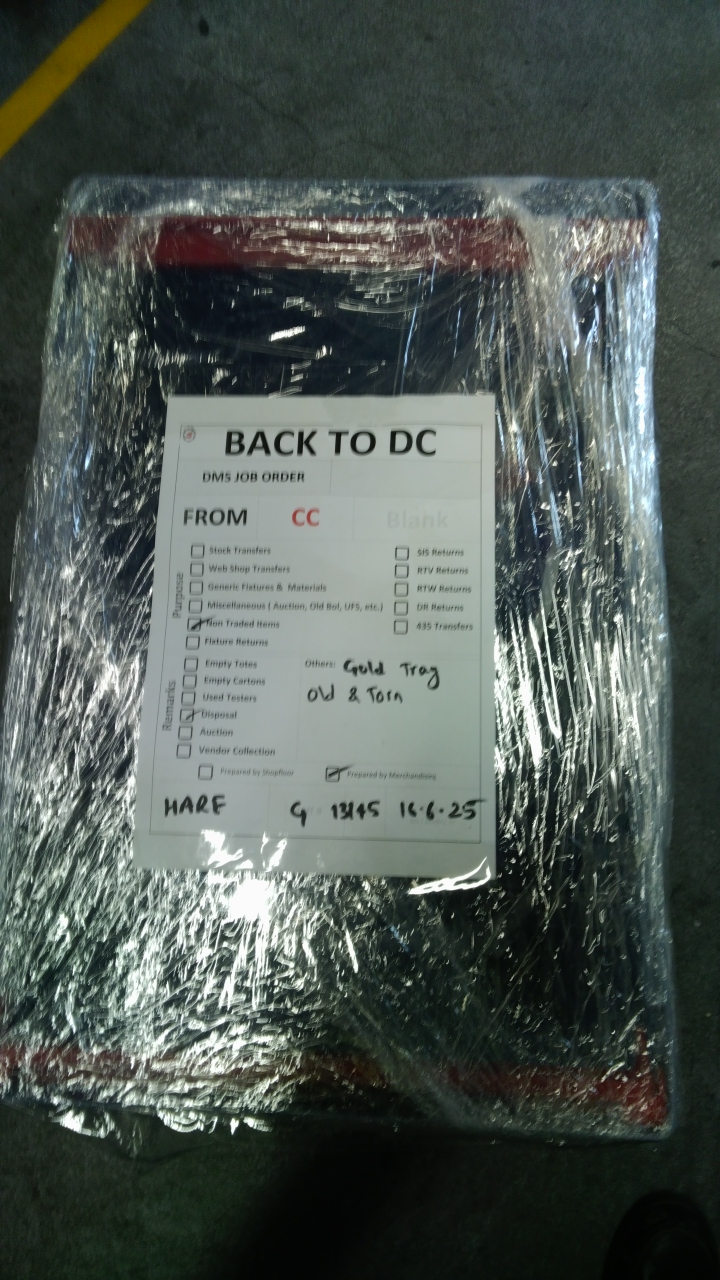 BACK TO DC
DMS JOB ORDER
FROM CC Blank
Purpose
Stock Transfers
Web Shop Transfers
Generic Fixtures & Materials
Miscellaneous ( Auction, Old Bol, UFS, etc.)
Non Traded Items
Fixture Returns
SIS Returns
RTV Returns
RTW Returns
DR Returns
435 Transfers
Remarks
Empty Totes
Empty Cartons
Used Testers
Disposal
Auction
Vendor Collection
Others: Gold Tray
Old & Torn
Prepared by Shopfloor
Prepared by Merchandising
HARE G 13145 16-6-25